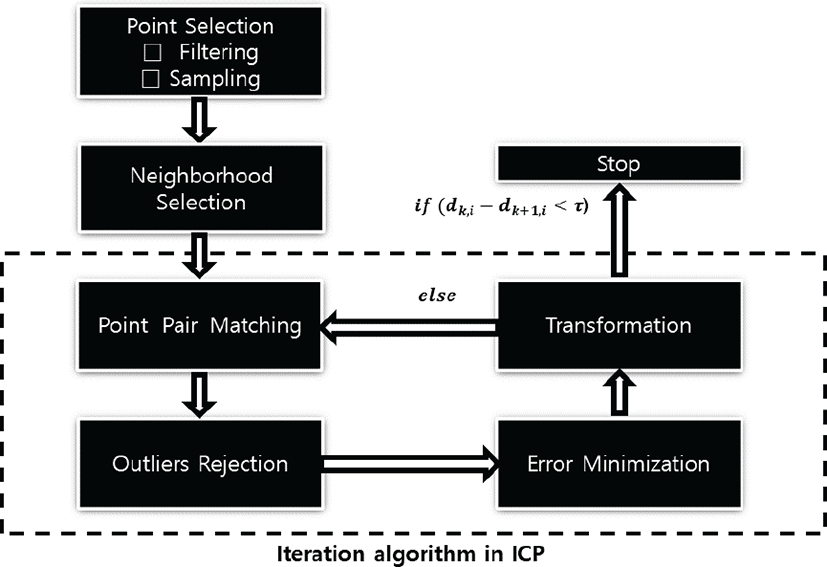 Point Selection
□ Filtering
□ Sampling
Neighborhood
Selection
Stop
if (d_{k,i} − d_{k+1,i} < τ)
else
Point Pair Matching
Transformation
Outliers Rejection
Error Minimization
Iteration algorithm in ICP